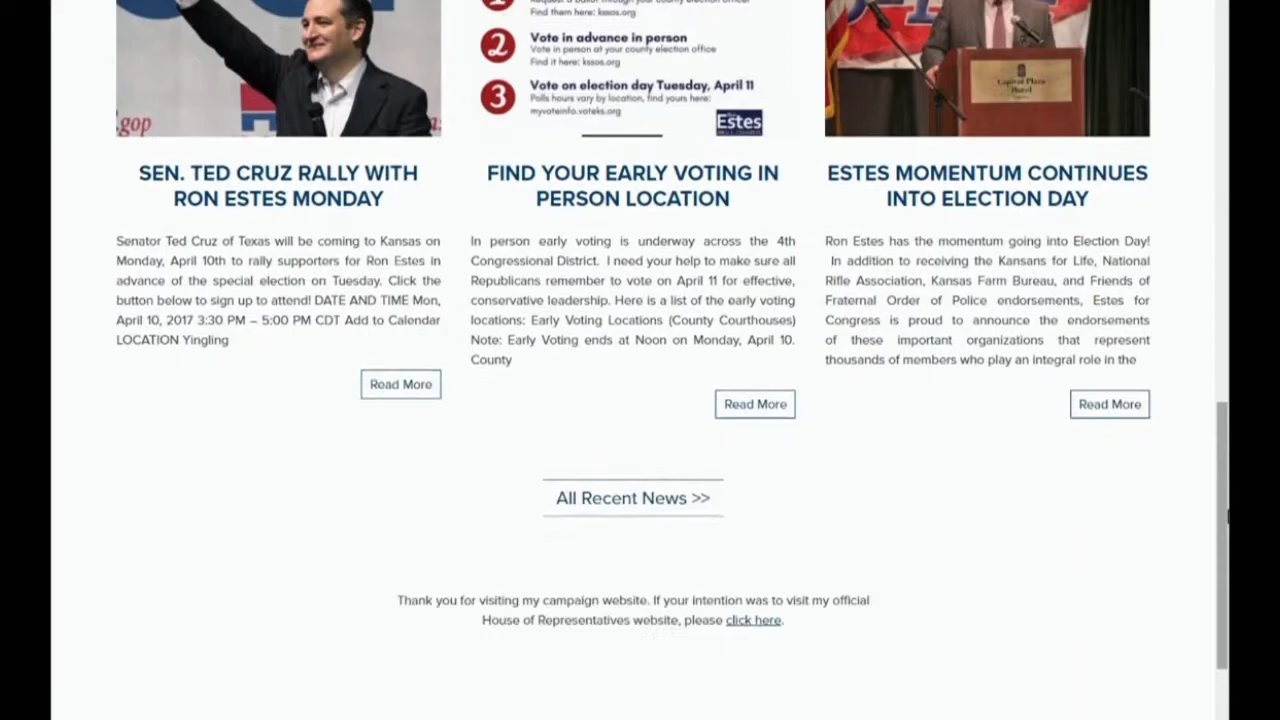 gop
1
Find them here: kssos.org
2
Vote in advance in person
Vote in person at your county election office
Find it here: kssos.org
3
Vote on election day Tuesday, April 11
Polls hours vary by location, find yours here:
myvoteinfo.voteks.org
Estes
Capitol Plaza
Hotel
SEN. TED CRUZ RALLY WITH
RON ESTES MONDAY
Senator Ted Cruz of Texas will be coming to Kansas on
Monday, April 10th to rally supporters for Ron Estes in
advance of the special election on Tuesday. Click the
button below to sign up to attend! DATE AND TIME Mon,
April 10, 2017 3:30 PM – 5:00 PM CDT Add to Calendar
LOCATION Yingling
Read More
FIND YOUR EARLY VOTING IN
PERSON LOCATION
In person early voting is underway across the 4th
Congressional District. I need your help to make sure all
Republicans remember to vote on April 11 for effective,
conservative leadership. Here is a list of the early voting
locations: Early Voting Locations (County Courthouses)
Note: Early Voting ends at Noon on Monday, April 10.
County
Read More
ESTES MOMENTUM CONTINUES
INTO ELECTION DAY
Ron Estes has the momentum going into Election Day!
In addition to receiving the Kansans for Life, National
Rifle Association, Kansas Farm Bureau, and Friends of
Fraternal Order of Police endorsements, Estes for
Congress is proud to announce the endorsements
of these important organizations that represent
thousands of members who play an integral role in the
Read More
All Recent News >>
Thank you for visiting my campaign website. If your intention was to visit my official
House of Representatives website, please click here.